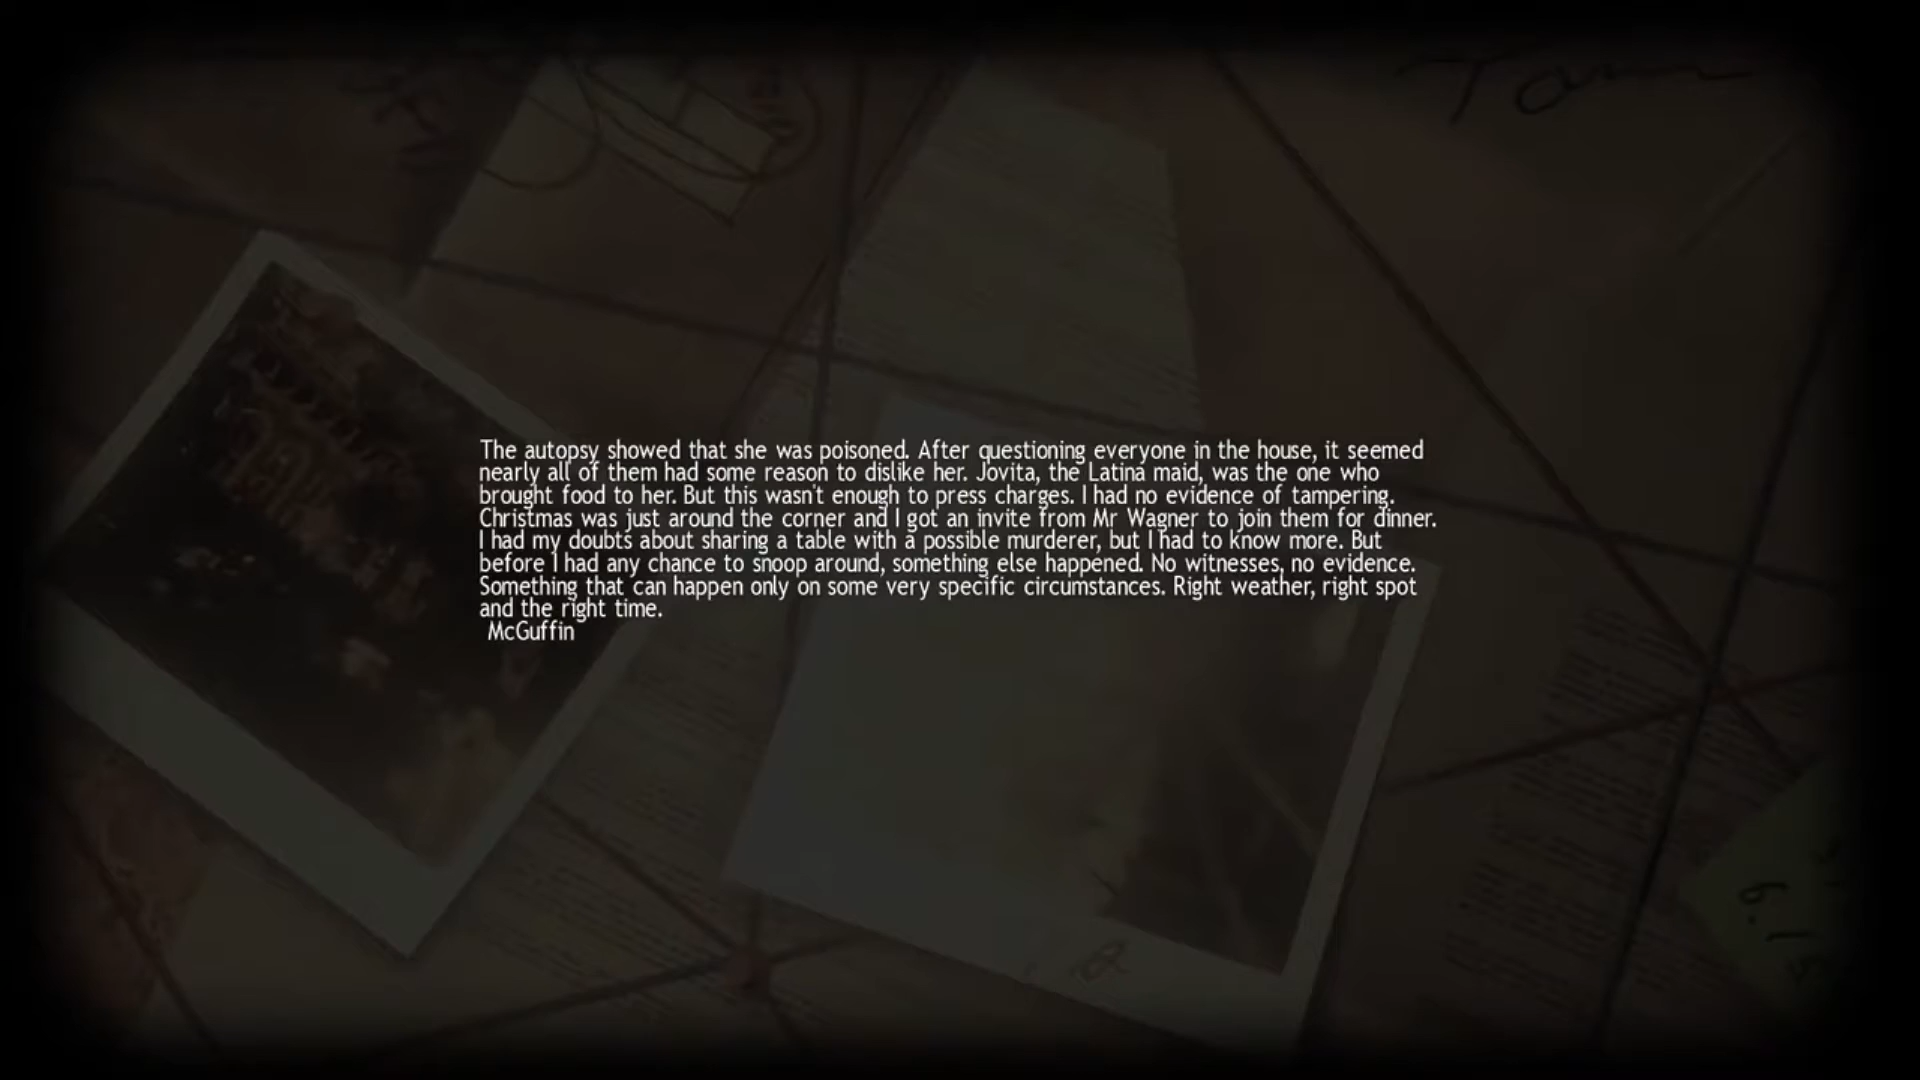 The autopsy showed that she was poisoned. After questioning everyone in the house, it seemed
nearly all of them had some reason to dislike her. Jovita, the Latina maid, was the one who
brought food to her. But this wasn't enough to press charges. I had no evidence of tampering.
Christmas was just around the corner and I got an invite from Mr Wagner to join them for dinner.
I had my doubts about sharing a table with a possible murderer, but I had to know more. But
before I had any chance to snoop around, something else happened. No witnesses, no evidence.
Something that can happen only on some very specific circumstances. Right weather, right spot
and the right time.
McGuffin